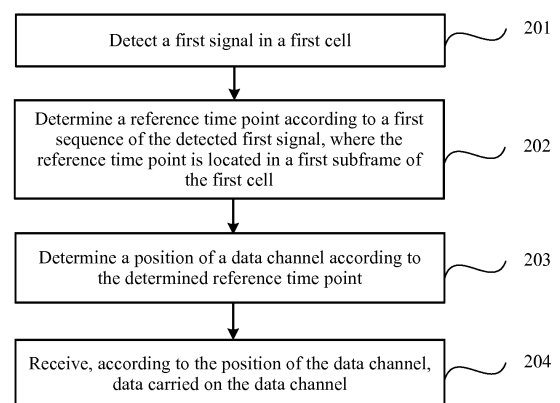 Detect a first signal in a first cell
201
Determine a reference time point according to a first
sequence of the detected first signal, where the
reference time point is located in a first subframe of
the first cell
202
Determine a position of a data channel according to
the determined reference time point
203
Receive, according to the position of the data channel,
data carried on the data channel
204